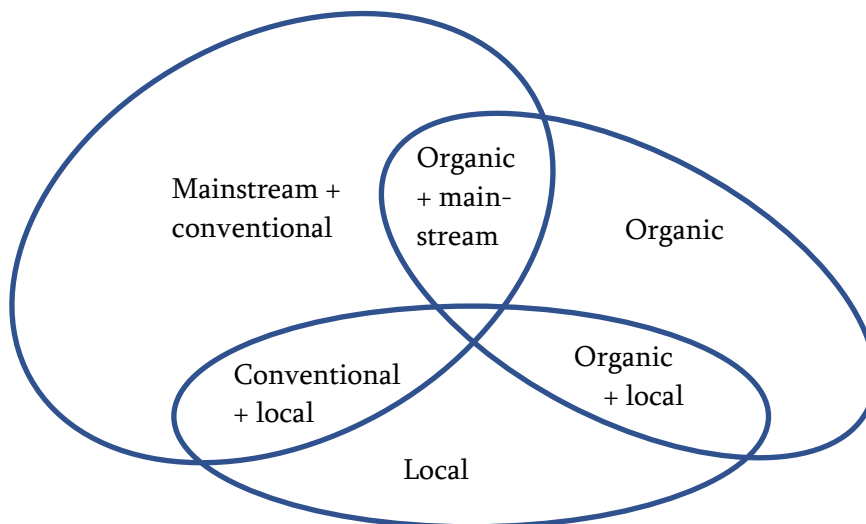 Mainstream +
conventional
Organic
+ main-
stream
Organic
Conventional
+ local
Organic
+ local
Local